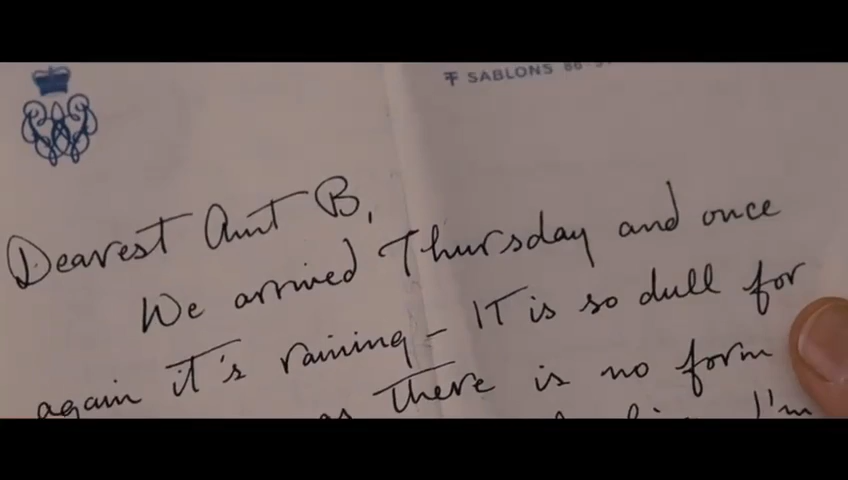 SABLONS
Dearest Aunt B,
We arrived Thursday and once
again it's raining - It is so dull for
as there is no form
I'm